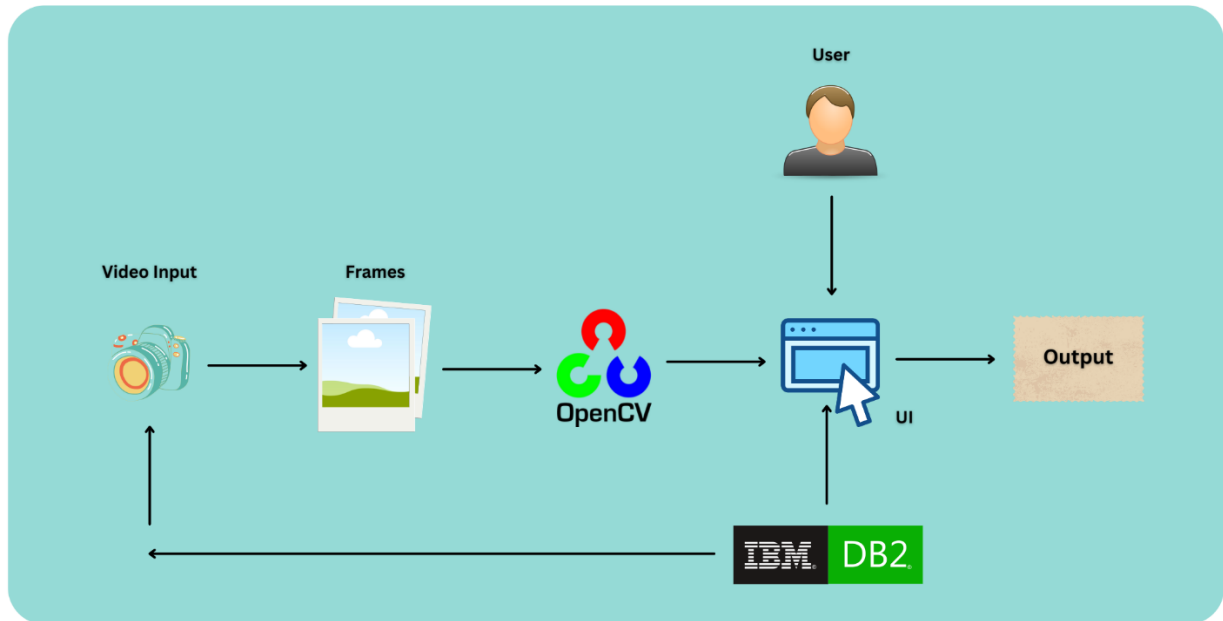 User
Video Input
Frames
OpenCV
Output
UI
IBM®
DB2®